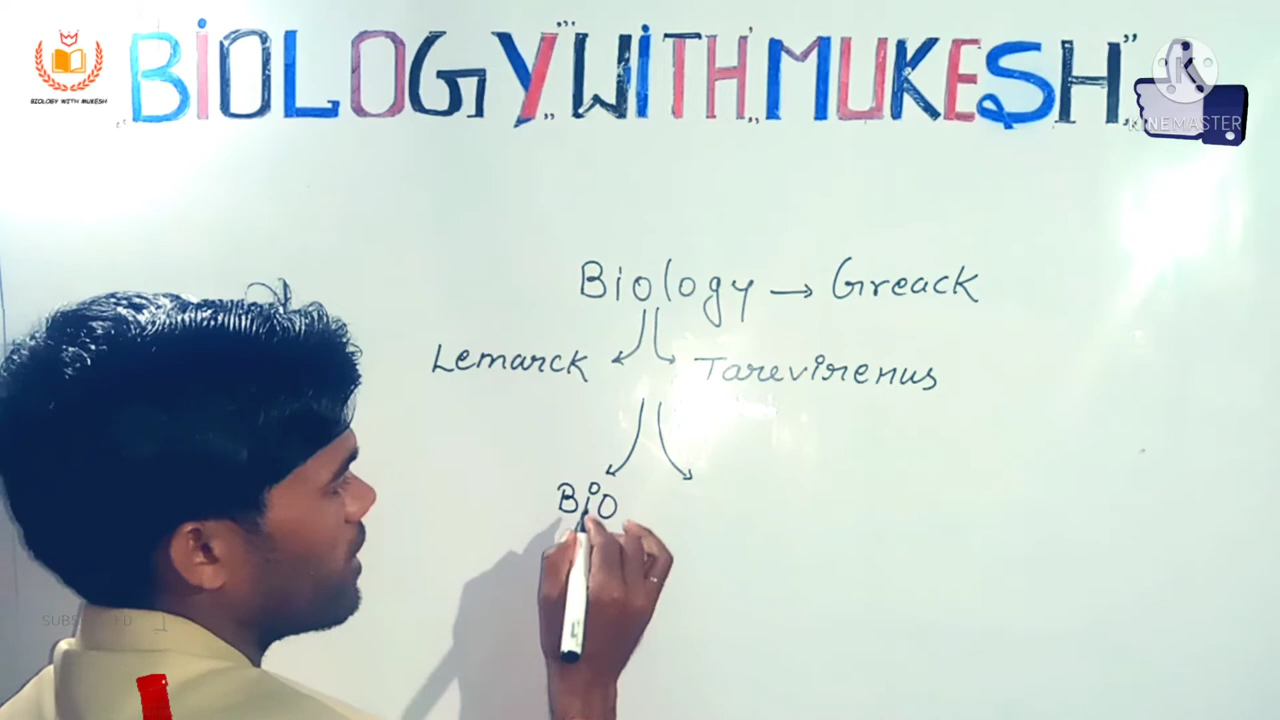 BIOLOGY WITH MUKESH
BiOLOGY "WiTH" MUKESH"
K
KINEMASTER
Biology → Greack
Lemarck Tarevirenus
BiO